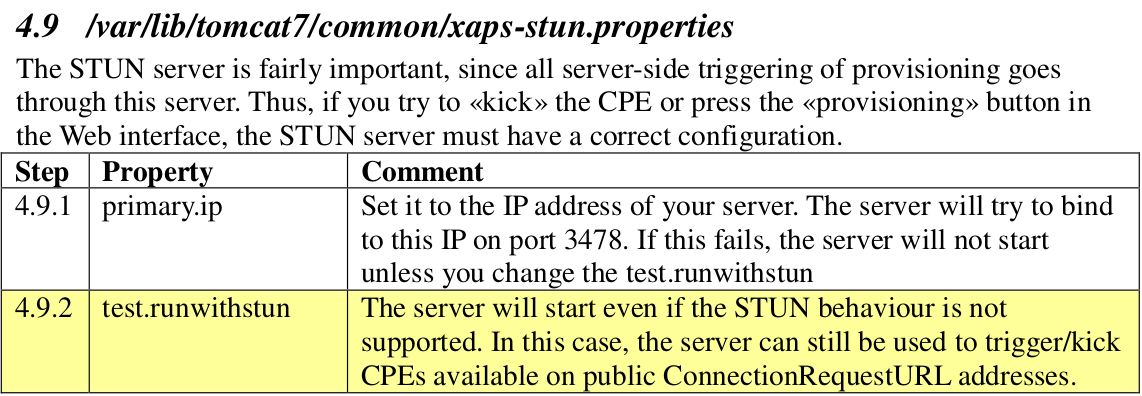 4.9 /var/lib/tomcat7/common/xaps-stun.properties
The STUN server is fairly important, since all server-side triggering of provisioning goes
through this server. Thus, if you try to «kick» the CPE or press the «provisioning» button in
the Web interface, the STUN server must have a correct configuration.
Step Property Comment
4.9.1 primary.ip Set it to the IP address of your server. The server will try to bind
to this IP on port 3478. If this fails, the server will not start
unless you change the test.runwithstun
4.9.2 test.runwithstun The server will start even if the STUN behaviour is not
supported. In this case, the server can still be used to trigger/kick
CPEs available on public ConnectionRequestURL addresses.